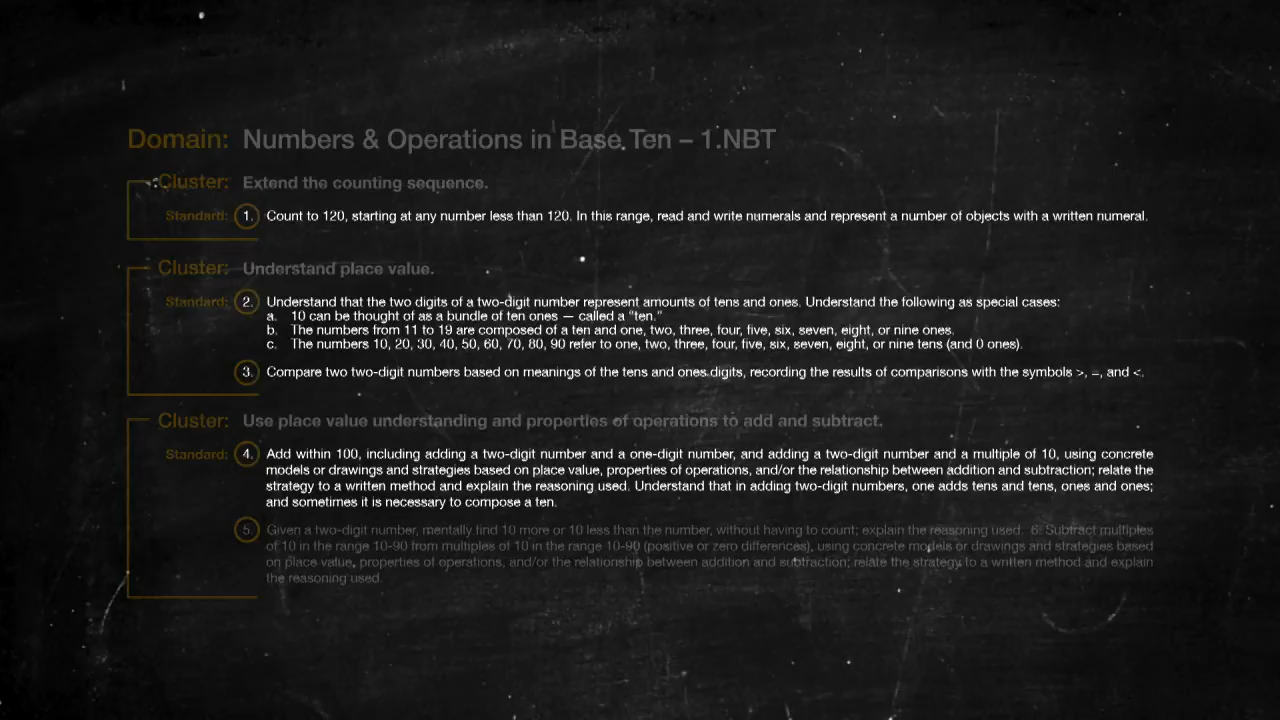 Domain: Numbers & Operations in Base Ten – 1.NBT
Cluster: Extend the counting sequence.
Standard: 1. Count to 120, starting at any number less than 120. In this range, read and write numerals and represent a number of objects with a written numeral.
Cluster: Understand place value.
Standard: 2. Understand that the two digits of a two-digit number represent amounts of tens and ones. Understand the following as special cases:
a. 10 can be thought of as a bundle of ten ones — called a "ten."
b. The numbers from 11 to 19 are composed of a ten and one, two, three, four, five, six, seven, eight, or nine ones.
c. The numbers 10, 20, 30, 40, 50, 60, 70, 80, 90 refer to one, two, three, four, five, six, seven, eight, or nine tens (and 0 ones).
3. Compare two two-digit numbers based on meanings of the tens and ones digits, recording the results of comparisons with the symbols >, =, and <.
Cluster: Use place value understanding and properties of operations to add and subtract.
Standard: 4. Add within 100, including adding a two-digit number and a one-digit number, and adding a two-digit number and a multiple of 10, using concrete
models or drawings and strategies based on place value, properties of operations, and/or the relationship between addition and subtraction; relate the
strategy to a written method and explain the reasoning used. Understand that in adding two-digit numbers, one adds tens and tens, ones and ones;
and sometimes it is necessary to compose a ten.
5. Given a two-digit number, mentally find 10 more or 10 less than the number, without having to count; explain the reasoning used. 6. Subtract multiples
of 10 in the range 10-90 from multiples of 10 in the range 10-90 (positive or zero differences), using concrete models or drawings and strategies based
on place value, properties of operations, and/or the relationship between addition and subtraction; relate the strategy to a written method and explain
the reasoning used.